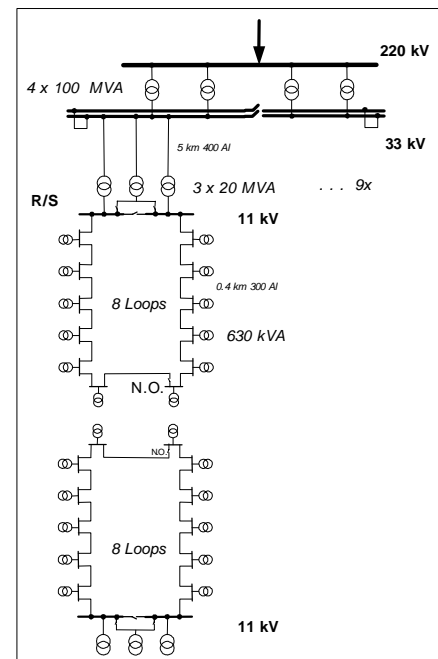 220 kV
4 x 100 MVA
33 kV
5 km 400 Al
3 x 20 MVA . . . 9x
R/S
11 kV
0.4 km 300 Al
8 Loops
630 kVA
N.O.
N.O.
8 Loops
11 kV